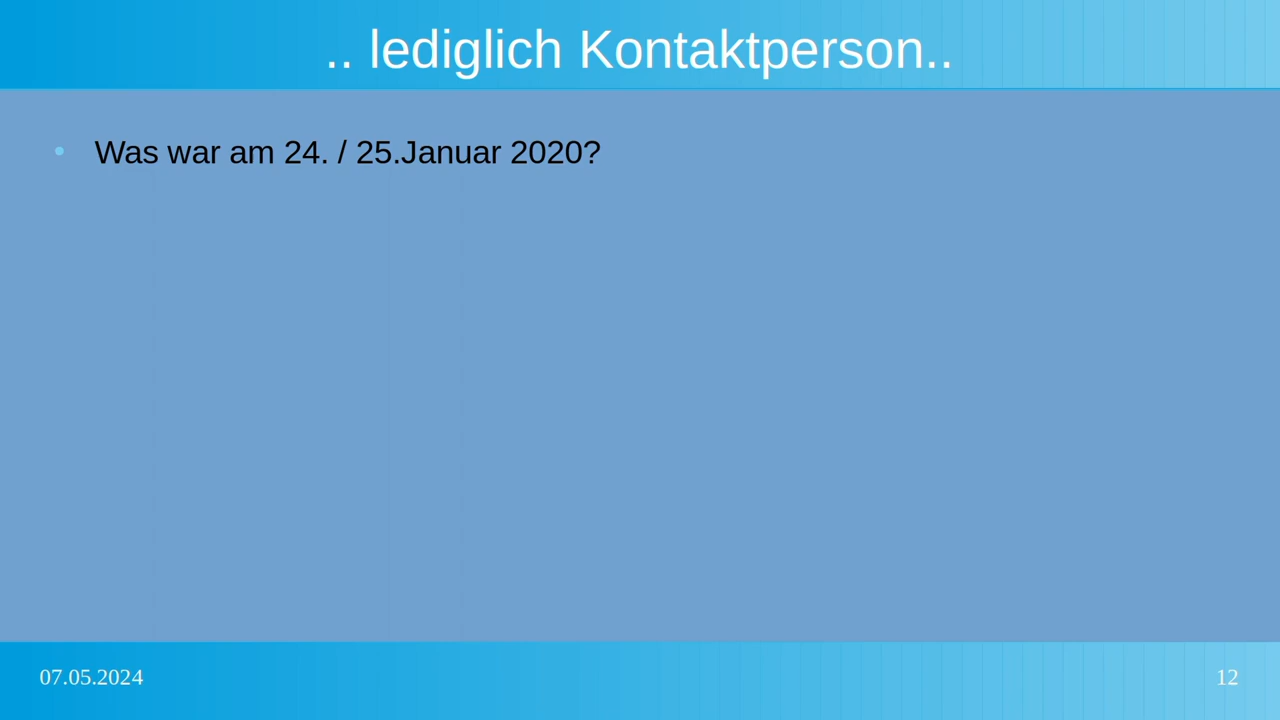 .. lediglich Kontaktperson..
• Was war am 24. / 25.Januar 2020?
07.05.2024
12